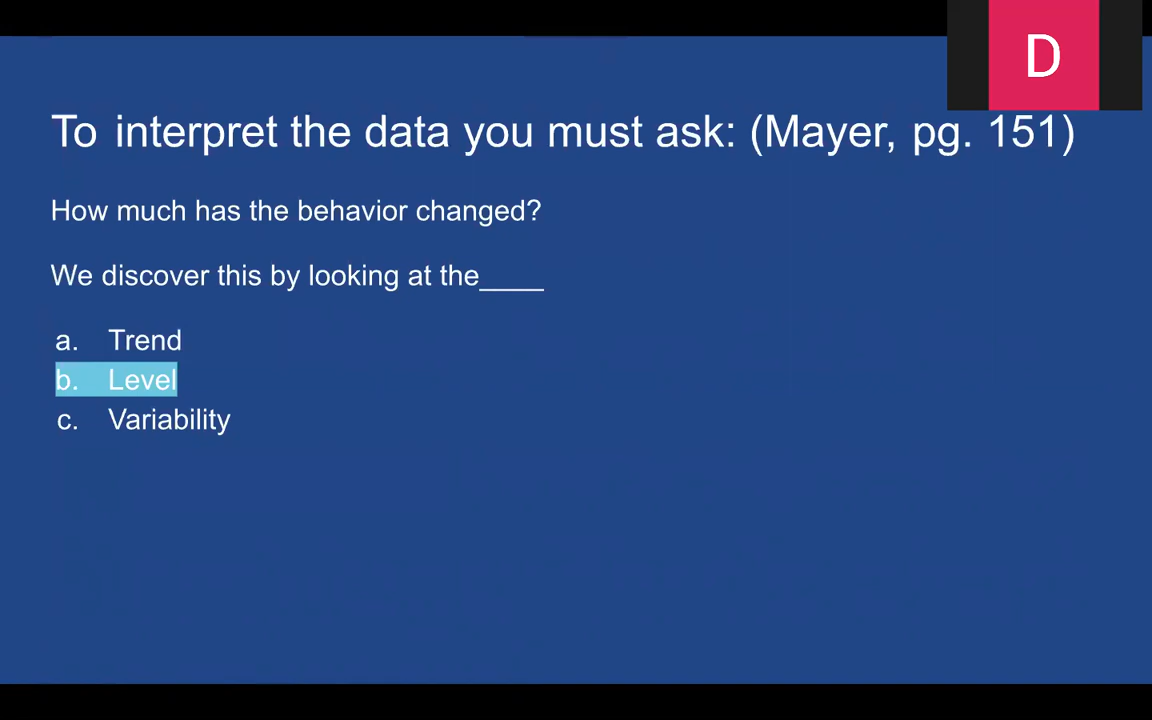 D
To interpret the data you must ask: (Mayer, pg. 151)
How much has the behavior changed?
We discover this by looking at the____
a. Trend
b. Level
c. Variability